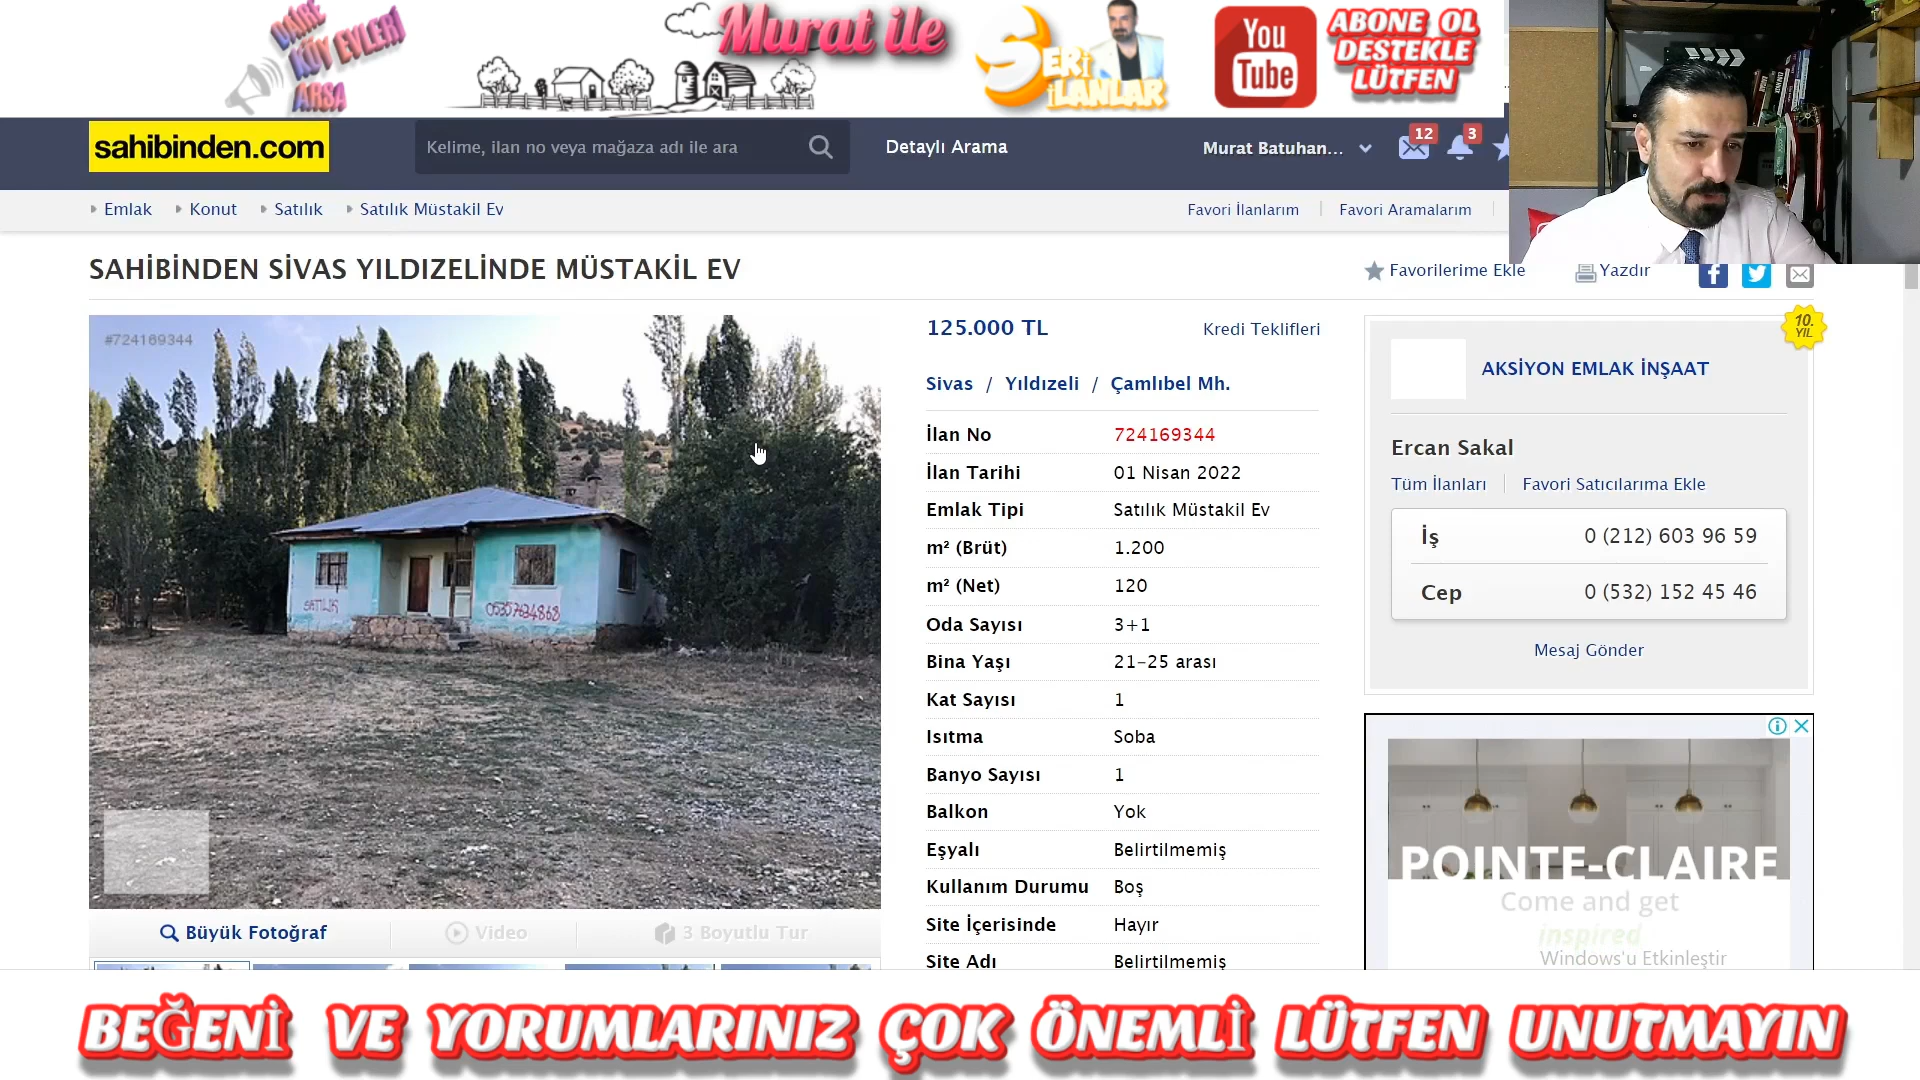 DAİRE
KÖY EVLERİ
ARSA
Murat ile
SERİ
İLANLAR
You
Tube
ABONE OL
DESTEKLE
LÜTFEN
sahibinden.com
Kelime, ilan no veya mağaza adı ile ara
Detaylı Arama
Murat Batuhan...
12
3
Emlak
Konut
Satılık
Satılık Müstakil Ev
Favori İlanlarım
Favori Aramalarım
SAHİBİNDEN SİVAS YILDIZELİNDE MÜSTAKİL EV
Favorilerime Ekle
Yazdır
#724169344
SATILIK
05357634868
125.000 TL
Kredi Teklifleri
Sivas / Yıldızeli / Çamlıbel Mh.
İlan No 724169344
İlan Tarihi 01 Nisan 2022
Emlak Tipi Satılık Müstakil Ev
m² (Brüt) 1.200
m² (Net) 120
Oda Sayısı 3+1
Bina Yaşı 21-25 arası
Kat Sayısı 1
Isıtma Soba
Banyo Sayısı 1
Balkon Yok
Eşyalı Belirtilmemiş
Kullanım Durumu Boş
Site İçerisinde Hayır
Site Adı Belirtilmemiş
10.
YIL
AKSİYON EMLAK İNŞAAT
Ercan Sakal
Tüm İlanları
Favori Satıcılarıma Ekle
İş 0 (212) 603 96 59
Cep 0 (532) 152 45 46
Mesaj Gönder
POINTE-CLAIRE
Come and get
inspired
Windows'u Etkinleştir
Büyük Fotoğraf
Video
3 Boyutlu Tur
BEĞENİ VE YORUMLARINIZ ÇOK ÖNEMLİ LÜTFEN UNUTMAYIN